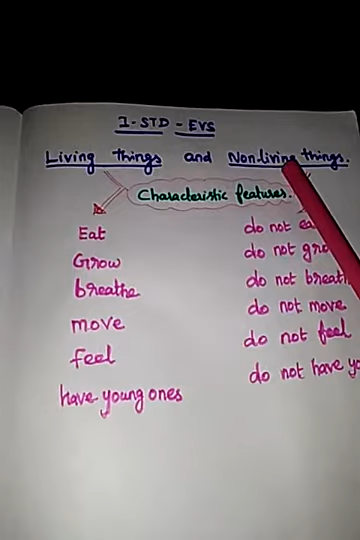 1-STD-EVS
Living things and Non-living things.
Characteristic features.
Eat do not
Grow do not
breathe do not
move do not move
feel do not feel
have young ones do not have